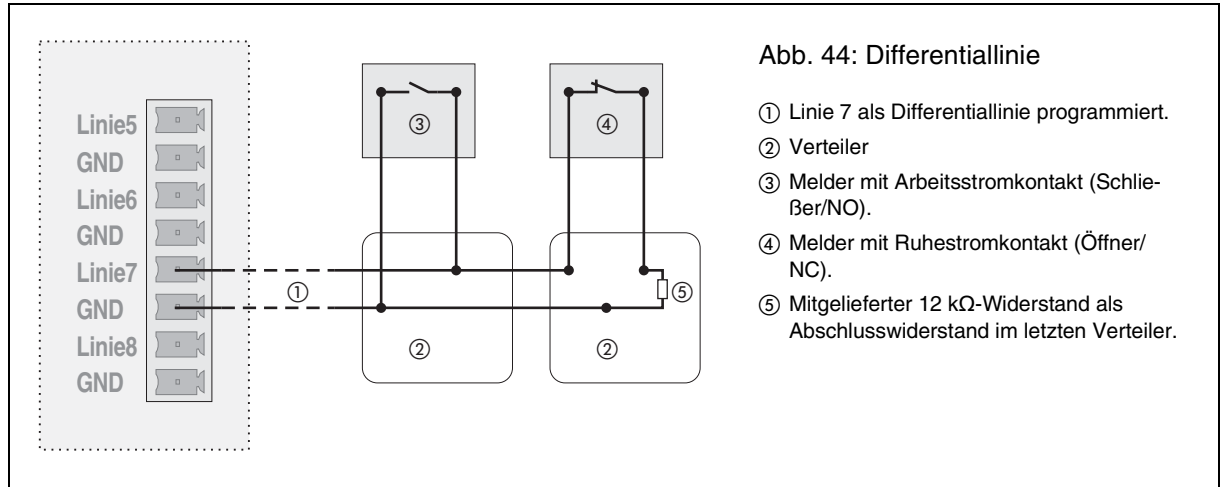 Abb. 44: Differentiallinie
Linie5
GND
Linie6
GND
Linie7
GND
Linie8
GND
③
④
①
⑤
②
②
① Linie 7 als Differentiallinie programmiert.
② Verteiler
③ Melder mit Arbeitsstromkontakt (Schlie-
ßer/NO).
④ Melder mit Ruhestromkontakt (Öffner/
NC).
⑤ Mitgelieferter 12 kΩ-Widerstand als
Abschlusswiderstand im letzten Verteiler.